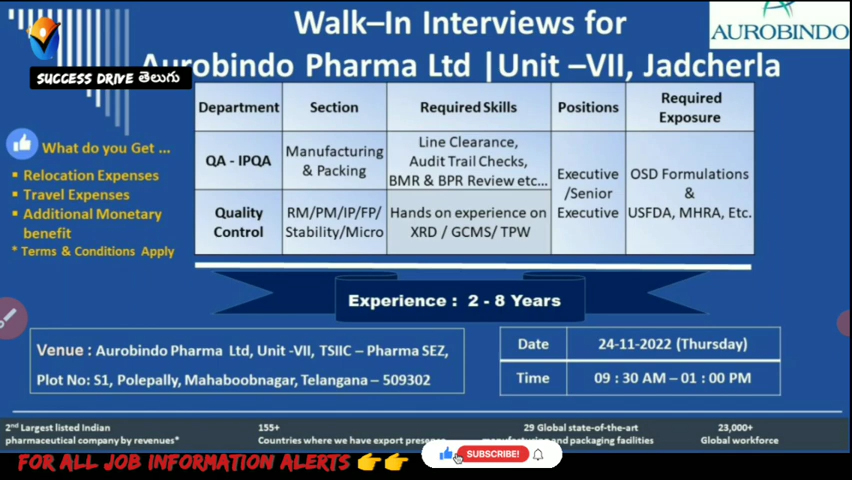 Walk–In Interviews for
Aurobindo Pharma Ltd |Unit –VII, Jadcherla
AUROBINDO
SUCCESS DRIVE తెలుగు
What do you Get ...
Relocation Expenses
Travel Expenses
Additional Monetary
benefit
* Terms & Conditions Apply
Department
Section
Required Skills
Positions
Required
Exposure
QA - IPQA
Manufacturing
& Packing
Line Clearance,
Audit Trail Checks,
BMR & BPR Review etc...
Executive
/Senior
Executive
OSD Formulations
&
USFDA, MHRA, Etc.
Quality
Control
RM/PM/IP/FP/
Stability/Micro
Hands on experience on
XRD / GCMS/ TPW
Experience : 2 - 8 Years
Venue : Aurobindo Pharma Ltd, Unit -VII, TSIIC – Pharma SEZ,
Plot No: S1, Polepally, Mahaboobnagar, Telangana – 509302
Date
24-11-2022 (Thursday)
Time
09 : 30 AM – 01 : 00 PM
2nd Largest listed Indian
pharmaceutical company by revenues*
155+
Countries where we have export presence
29 Global state-of-the-art
manufacturing and packaging facilities
23,000+
Global workforce
FOR ALL JOB INFORMATION ALERTS
SUBSCRIBE!